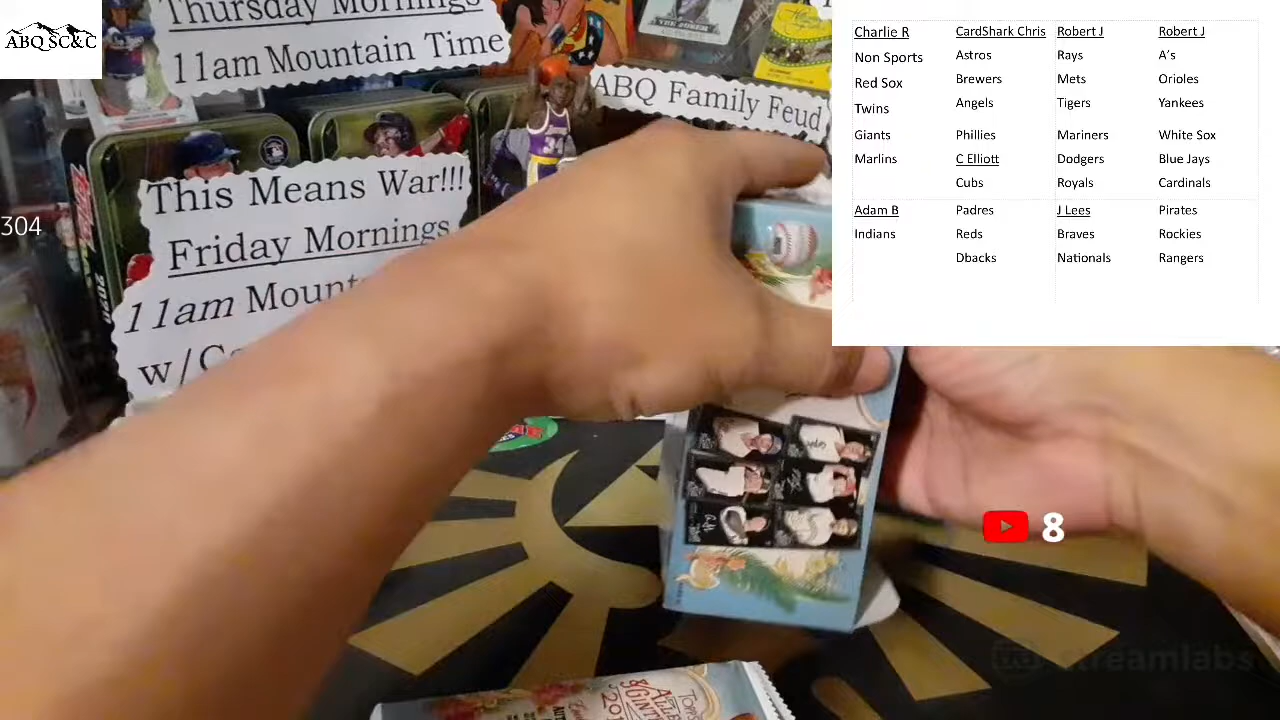 ABQ SC&C
Thursday Mornings
11am Mountain Time
ABQ Family Feud
This Means War!!!
Friday Mornings
11am Mount
304
Charlie R
Non Sports
Red Sox
Twins
Giants
Marlins
Adam B
Indians
CardShark Chris
Astros
Brewers
Angels
Phillies
C Elliott
Cubs
Padres
Reds
Dbacks
Robert J
Rays
Mets
Tigers
Mariners
Dodgers
Royals
J Lees
Braves
Nationals
Robert J
A's
Orioles
Yankees
White Sox
Blue Jays
Cardinals
Pirates
Rockies
Rangers
8
streamlabs
Topps